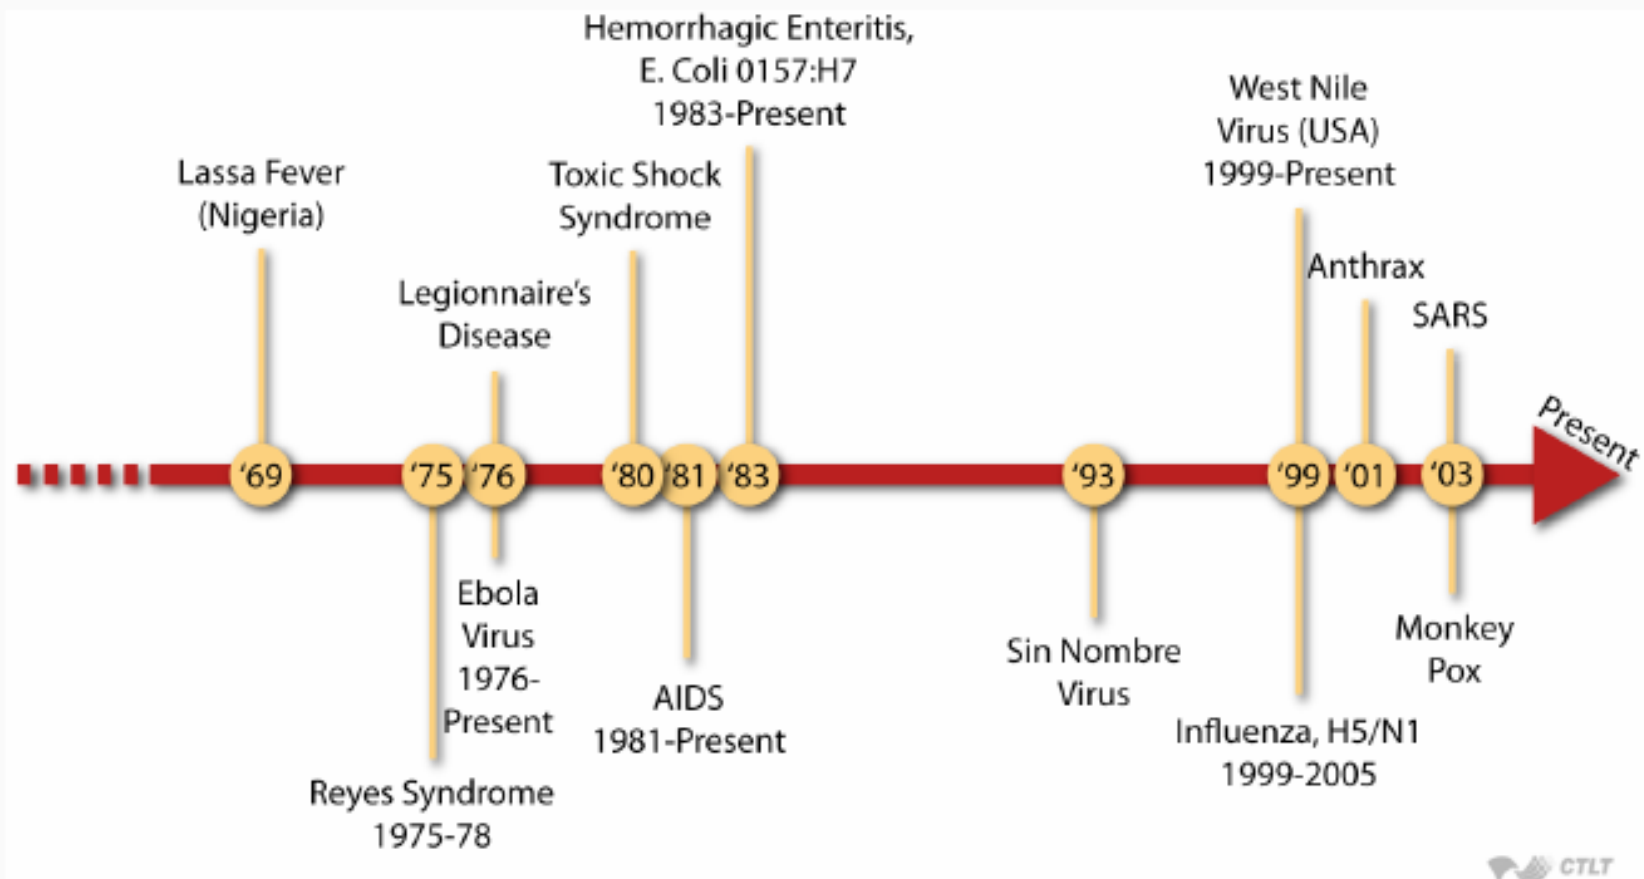 Hemorrhagic Enteritis,
E. Coli 0157:H7
1983-Present
West Nile
Virus (USA)
1999-Present
Lassa Fever
(Nigeria)
Toxic Shock
Syndrome
Legionnaire's
Disease
Anthrax
SARS
Present
‘69
‘75
‘76
‘80
‘81
‘83
‘93
‘99
‘01
‘03
Ebola
Virus
1976-
Present
AIDS
1981-Present
Reyes Syndrome
1975-78
Sin Nombre
Virus
Influenza, H5/N1
1999-2005
Monkey
Pox
CTLT